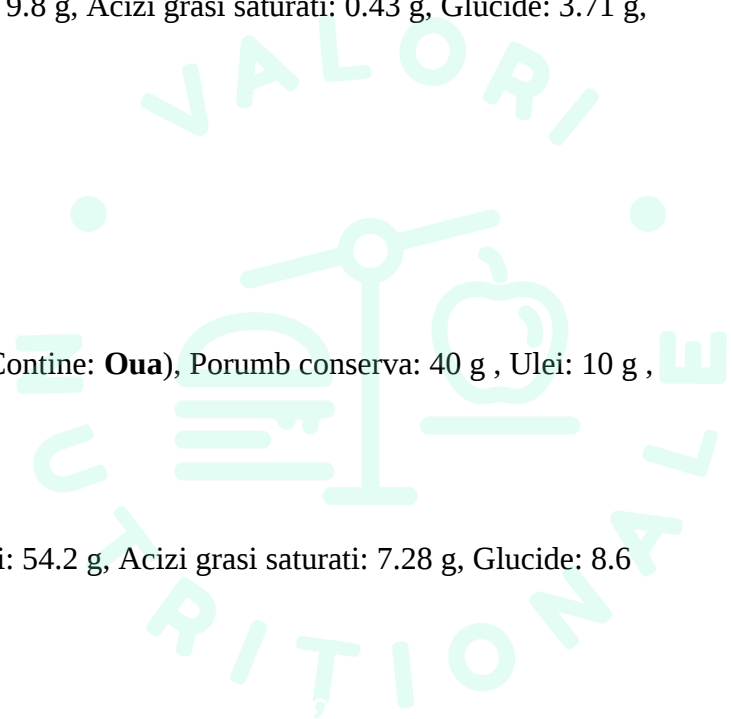 9.8 g, Acizi grasi saturati: 0.43 g, Glucide: 3.71 g,
VALORI
Contine: Oua), Porumb conserva: 40 g , Ulei: 10 g ,
i: 54.2 g, Acizi grasi saturati: 7.28 g, Glucide: 8.6
NUTRITIONALE